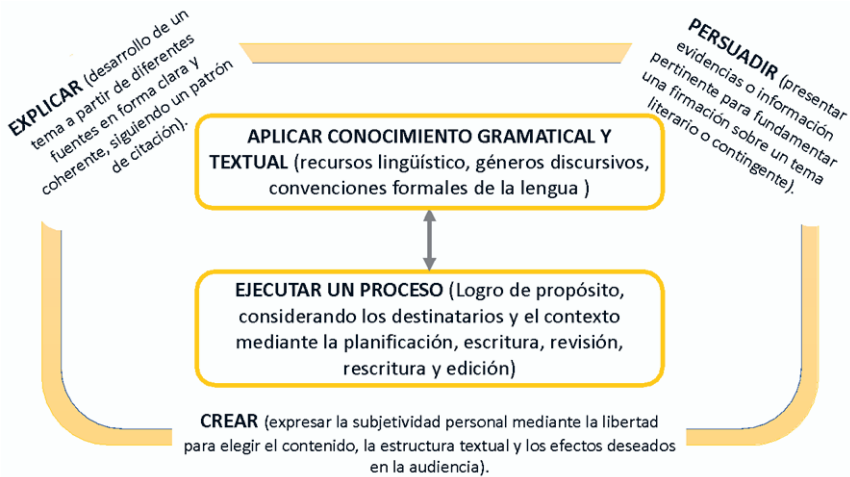 EXPLICAR (desarrollo de un
tema a partir de diferentes
fuentes en forma clara y
coherente, siguiendo un patrón
de citación).
PERSUADIR (presentar
evidencias o información
pertinente para fundamentar
una firmación sobre un tema
literario o contingente).
APLICAR CONOCIMIENTO GRAMATICAL Y
TEXTUAL (recursos lingüístico, géneros discursivos,
convenciones formales de la lengua )
EJECUTAR UN PROCESO (Logro de propósito,
considerando los destinatarios y el contexto
mediante la planificación, escritura, revisión,
rescritura y edición)
CREAR (expresar la subjetividad personal mediante la libertad
para elegir el contenido, la estructura textual y los efectos deseados
en la audiencia).